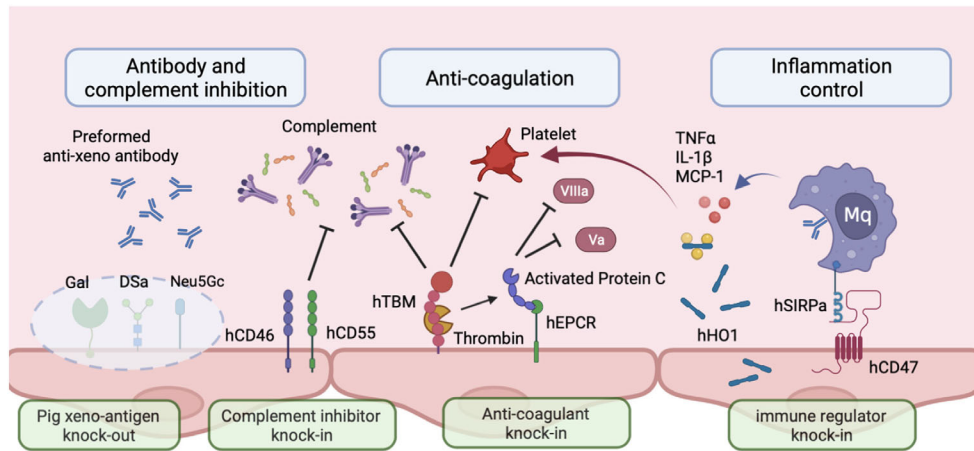 Antibody and
complement inhibition
Anti-coagulation
Inflammation
control
Preformed
anti-xeno antibody
Complement
Platelet
TNFα
IL-1β
MCP-1
VIIIa
Va
Mq
Gal
DSa
Neu5Gc
hCD46
hCD55
hTBM
Thrombin
Activated Protein C
hEPCR
hHO1
hSIRPa
hCD47
Pig xeno-antigen
knock-out
Complement inhibitor
knock-in
Anti-coagulant
knock-in
immune regulator
knock-in